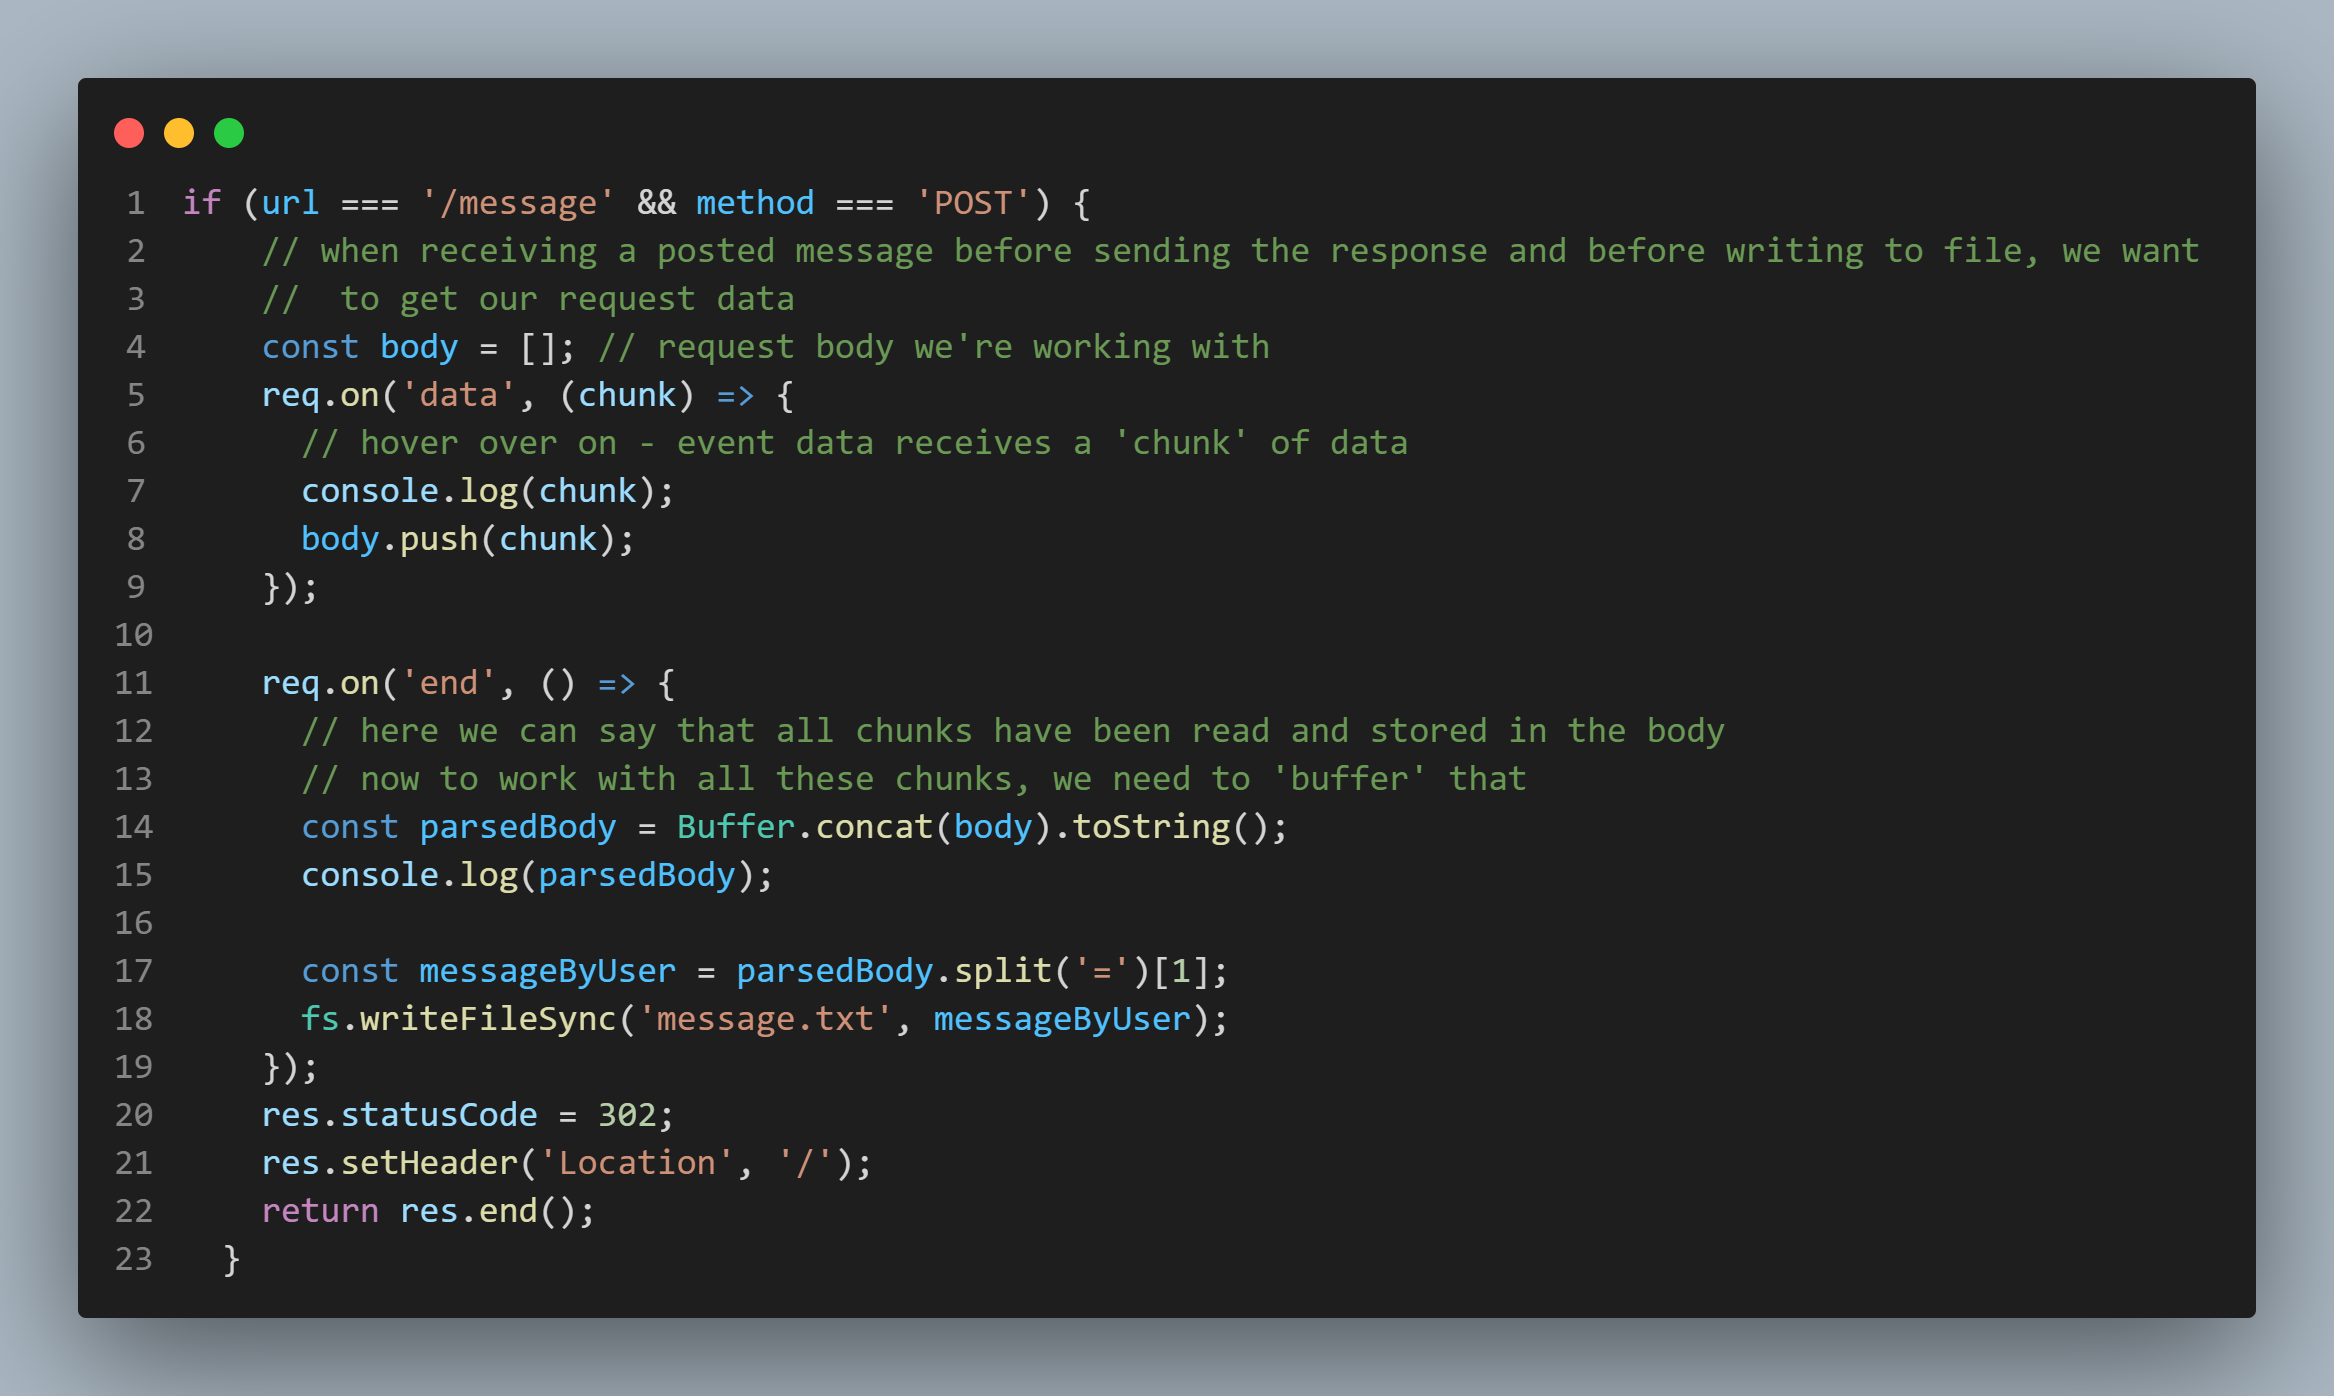 1 if (url === '/message' && method === 'POST') {
2     // when receiving a posted message before sending the response and before writing to file, we want
3     //  to get our request data
4     const body = []; // request body we're working with
5     req.on('data', (chunk) => {
6       // hover over on - event data receives a 'chunk' of data
7       console.log(chunk);
8       body.push(chunk);
9     });
10
11     req.on('end', () => {
12       // here we can say that all chunks have been read and stored in the body
13       // now to work with all these chunks, we need to 'buffer' that
14       const parsedBody = Buffer.concat(body).toString();
15       console.log(parsedBody);
16
17       const messageByUser = parsedBody.split('=')[1];
18       fs.writeFileSync('message.txt', messageByUser);
19     });
20     res.statusCode = 302;
21     res.setHeader('Location', '/');
22     return res.end();
23   }